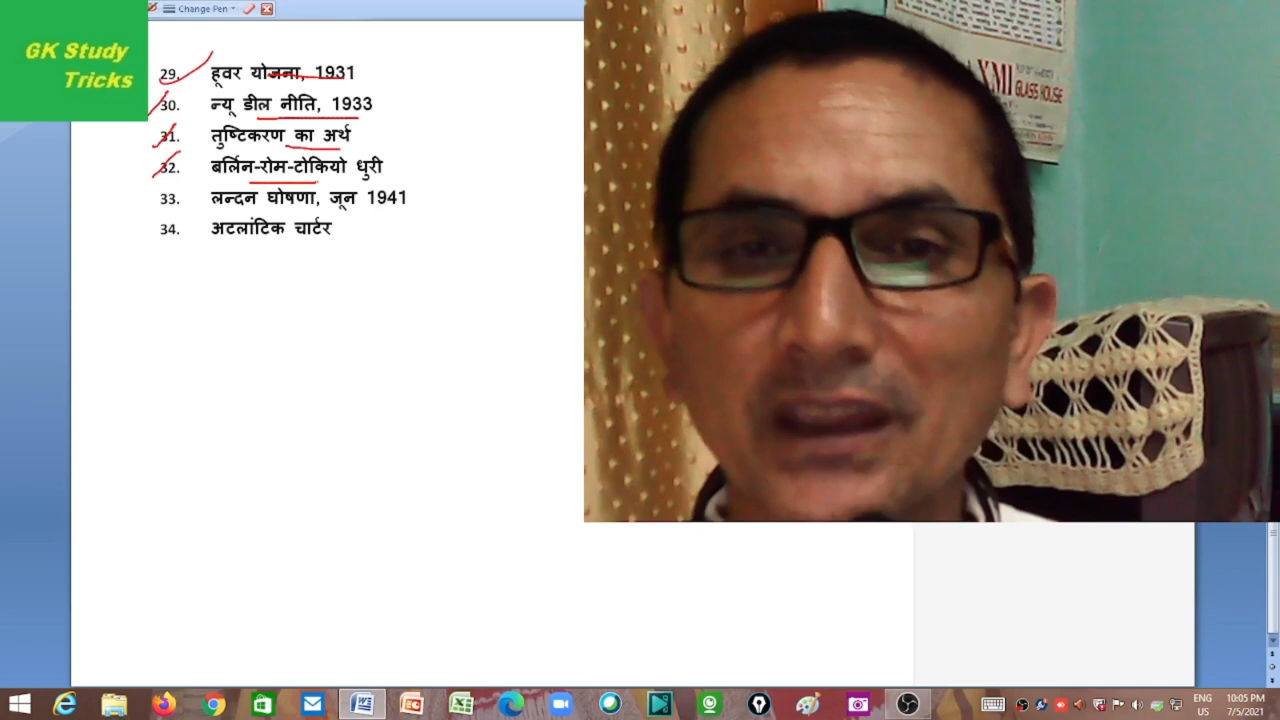 Change Pen
GK Study
Tricks
29. हूवर योजना, 1931
30. न्यू डील नीति, 1933
31. तुष्टिकरण का अर्थ
32. बर्लिन-रोम-टोकियो धुरी
33. लन्दन घोषणा, जून 1941
34. अटलांटिक चार्टर
XMI
GLASS HOUSE
ENG
10:05 PM
US
7/5/2021